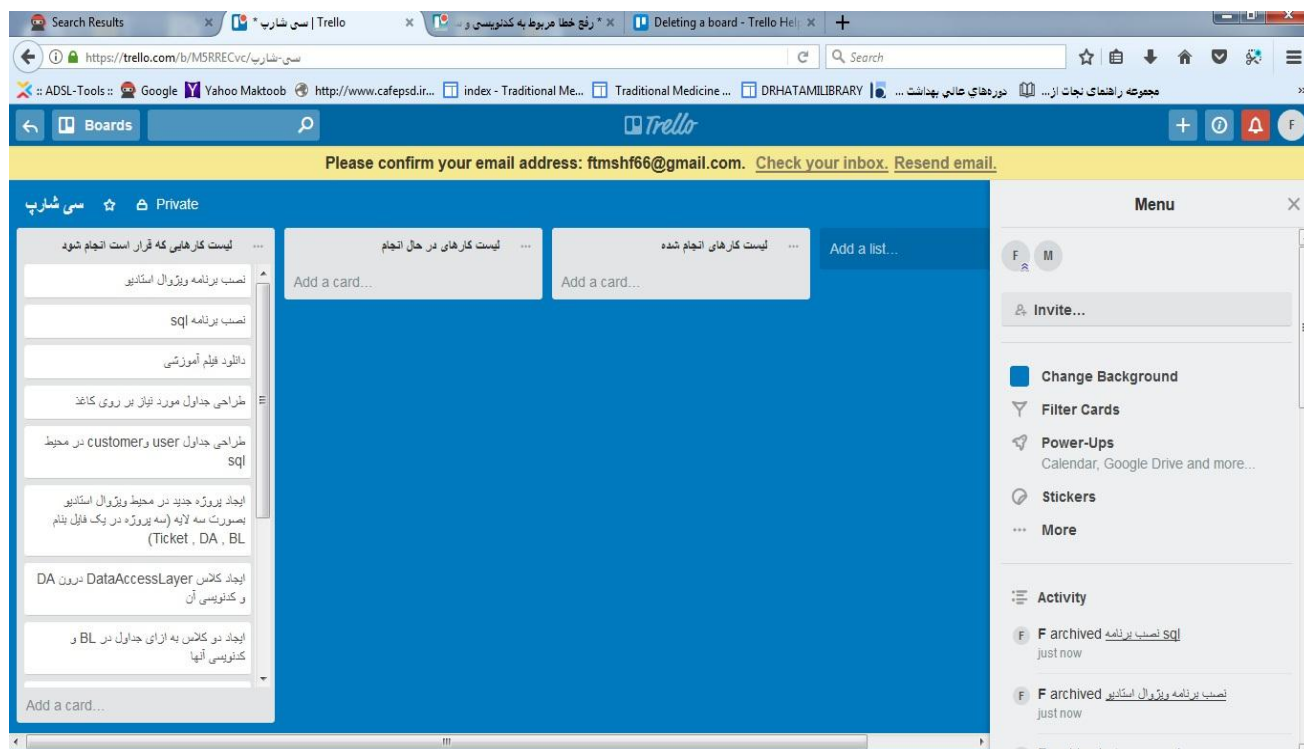 Search Results
سی شارپ | Trello *
* رفع خطا مربوط به کدنویسی و
Deleting a board - Trello Hel
https://trello.com/b/M5RRECvc/سی-شارپ
Search
:: ADSL-Tools :: Google Yahoo Maktoob http://www.cafepsd.ir... index - Traditional Me... Traditional Medicine ... DRHATAMILIBRARY دوره‌های عالی بهداشت ... مجموعه راهنمای نجات از...
Boards
Trello
F
Please confirm your email address: ftmshf66@gmail.com. Check your inbox. Resend email.
سی شارپ
Private
لیست کارهایی که قرار است انجام شود
نصب برنامه ویژوال استادیو
نصب برنامه sql
دانلود فیلم آموزشی
طراحی جداول مورد نیاز بر روی کاغذ
طراحی جداول user و customer در محیط
sql
ایجاد پروژه جدید در محیط ویژوال استادیو
بصورت سه لایه (سه پروژه در یک فایل بنام
(Ticket , DA , BL
ایجاد کلاس DataAccessLayer درون DA
و کدنویسی آن
ایجاد دو کلاس به ازای جداول در BL و
کدنویسی آنها
Add a card...
لیست کارهای در حال انجام
Add a card...
لیست کارهای انجام شده
Add a card...
Add a list...
Menu
F M
Invite...
Change Background
Filter Cards
Power-Ups
Calendar, Google Drive and more...
Stickers
More
Activity
F F archived نصب برنامه sql
just now
F F archived نصب برنامه ویژوال استادیو
just now